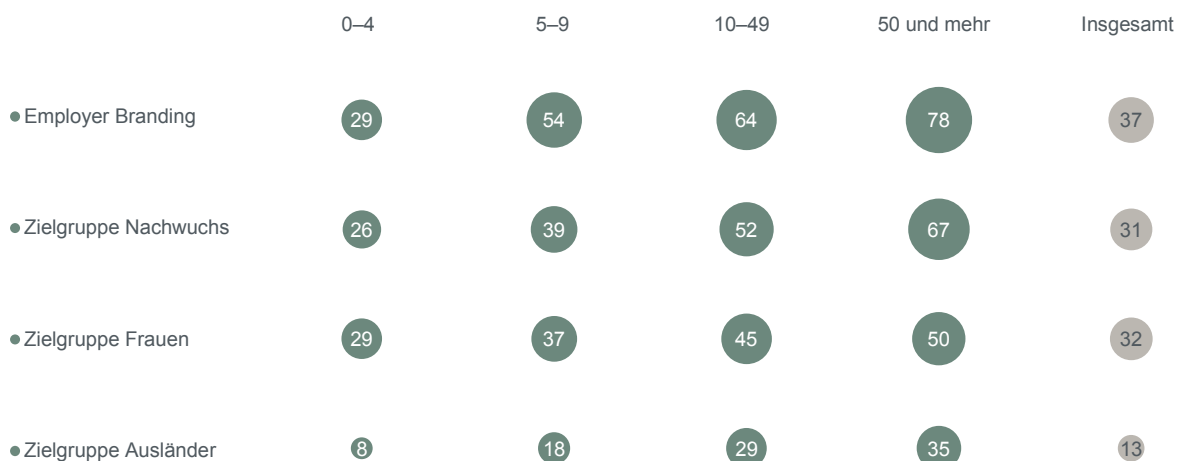 0–4 5–9 10–49 50 und mehr Insgesamt
Employer Branding 29 54 64 78 37
Zielgruppe Nachwuchs 26 39 52 67 31
Zielgruppe Frauen 29 37 45 50 32
Zielgruppe Ausländer 8 18 29 35 13